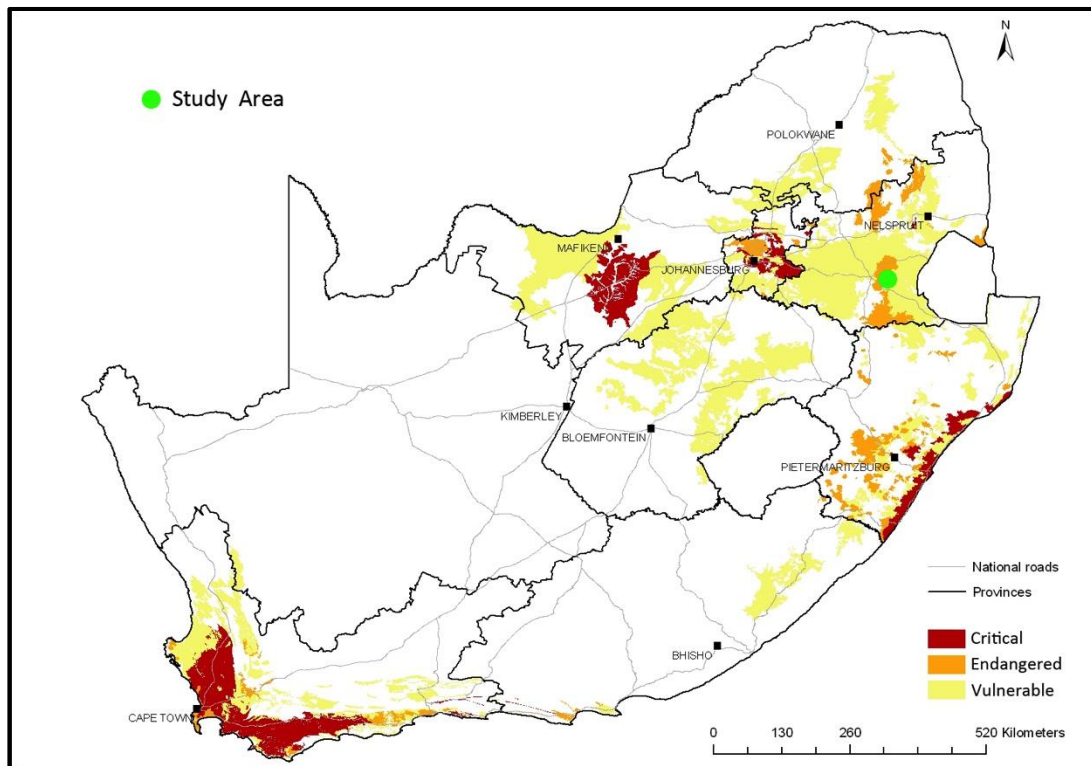 N
Study Area
POLOKWANE
NELSPRUIT
MAFIKENG
JOHANNESBURG
KIMBERLEY
BLOEMFONTEIN
PIETERMARITZBURG
National roads
Provinces
Critical
Endangered
Vulnerable
BHISHO
CAPE TOWN
0 130 260 520 Kilometers